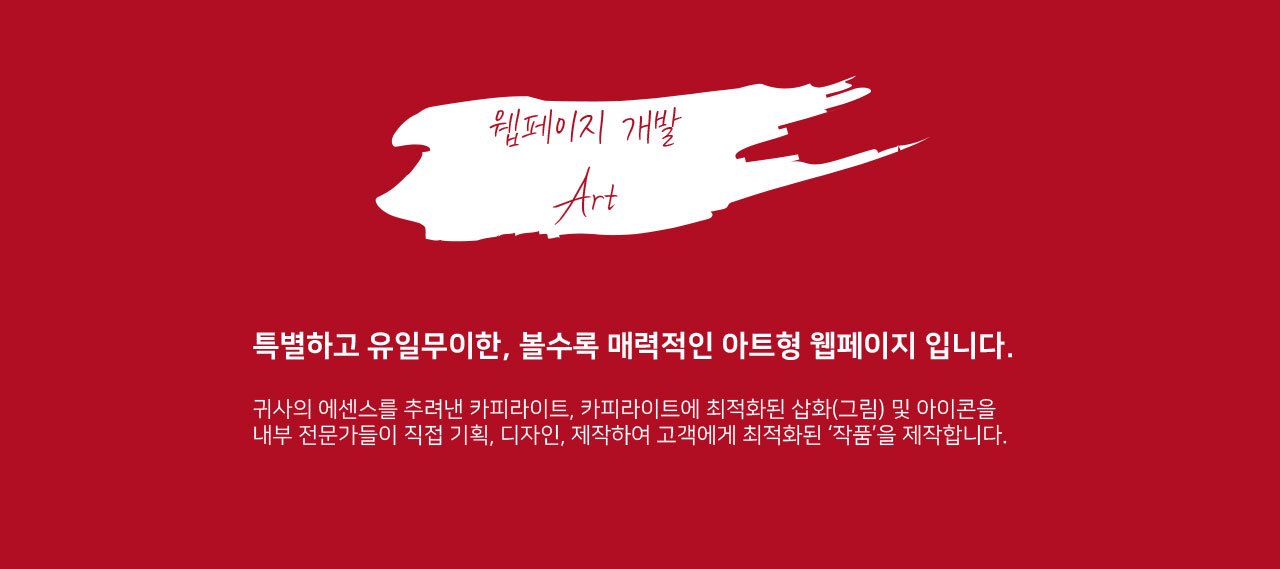 웹페이지 개발
Art
특별하고 유일무이한, 볼수록 매력적인 아트형 웹페이지 입니다.
귀사의 에센스를 추려낸 카피라이트, 카피라이트에 최적화된 삽화(그림) 및 아이콘을
내부 전문가들이 직접 기획, 디자인, 제작하여 고객에게 최적화된 ‘작품’을 제작합니다.